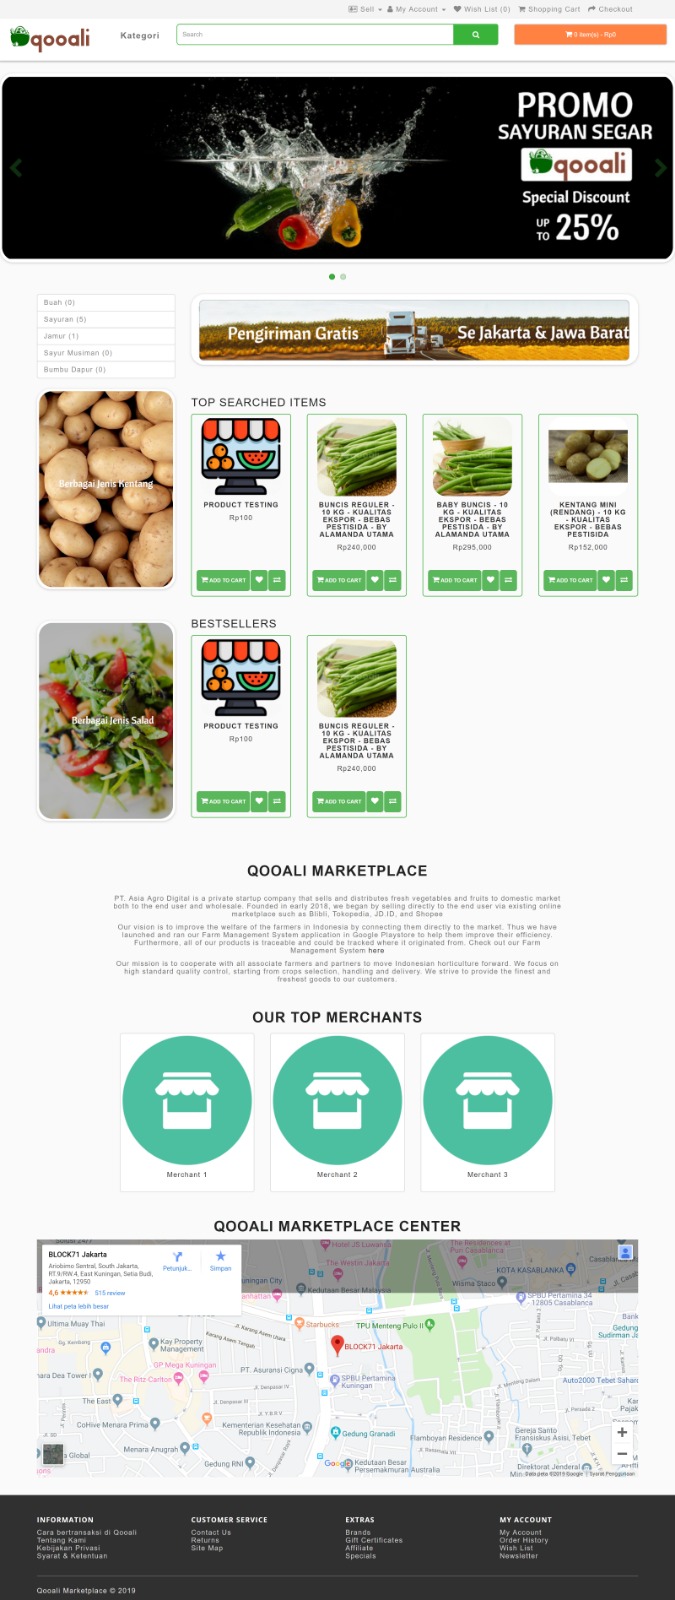 Sell My Account Wish List (0) Shopping Cart Checkout
qooali Kategori Search 0 item(s) - Rp0
PROMO
SAYURAN SEGAR
qooali
Special Discount
UP TO 25%
Buah (0)
Sayuran (5)
Jamur (1)
Sayur Musiman (0)
Bumbu Dapur (0)
Pengiriman Gratis Se Jakarta & Jawa Barat
Berbagai Jenis Kentang
TOP SEARCHED ITEMS
PRODUCT TESTING
Rp100
ADD TO CART
BUNCIS REGULER -
10 KG - KUALITAS
EKSPOR - BEBAS
PESTISIDA - BY
ALAMANDA UTAMA
Rp240,000
ADD TO CART
BABY BUNCIS - 10
KG - KUALITAS
EKSPOR - BEBAS
PESTISIDA - BY
ALAMANDA UTAMA
Rp295,000
ADD TO CART
KENTANG MINI
(RENDANG) - 10 KG
- KUALITAS
EKSPOR - BEBAS
PESTISIDA
Rp152,000
ADD TO CART
Berbagai Jenis Salad
BESTSELLERS
PRODUCT TESTING
Rp100
ADD TO CART
BUNCIS REGULER -
10 KG - KUALITAS
EKSPOR - BEBAS
PESTISIDA - BY
ALAMANDA UTAMA
Rp240,000
ADD TO CART
QOOALI MARKETPLACE
PT. Asia Agro Digital is a private startup company that sells and distributes fresh vegetables and fruits to domestic market
both to the end user and wholesale. Founded in early 2018, we began by selling directly to the end user via existing online
marketplace such as Blibli, Tokopedia, JD.ID, and Shopee
Our vision is to improve the welfare of the farmers in Indonesia by connecting them directly to the market. Thus we have
launched and ran our Farm Management System application in Google Playstore to help them improve their efficiency.
Furthermore, all of our products is traceable and could be tracked where it originated from. Check out our Farm
Management System here
Our mission is to cooperate with all associate farmers and partners to move Indonesian horticulture forward. We focus on
high standard quality control, starting from crops selection, handling and delivery. We strive to provide the finest and
freshest goods to our customers.
OUR TOP MERCHANTS
Merchant 1
Merchant 2
Merchant 3
QOOALI MARKETPLACE CENTER
BLOCK71 Jakarta
Ariobimo Sentral, South Jakarta,
RT.9/RW.4, East Kuningan, Setia Budi,
Jakarta, 12950
4,6 515 review
Lihat peta lebih besar
Petunjuk...
Simpan
Hotel JS Luwansa
The Westin Jakarta
The Residences at
Puri Casablanca
KOTA KASABLANKA
Wisma Staco
Kedutaan Besar Malaysia
SPBU Pertamina 34
- 12805 Casablanca
Ultima Muay Thai
Starbucks
TPU Menteng Pulo II
Kay Property
Management
BLOCK71 Jakarta
GP Mega Kuningan
The Ritz Carlton
PT. Asuransi Cigna
SPBU Pertamina
Kuningan
Auto2000 Tebet Saharjo
The East
CoHive Menara Prima
Kementerian Kesehatan
Republik Indonesia
Gedung Granadi
Flamboyan Residence
Gereja Santo
Fransiskus Asisi, Tebet
Menara Anugrah
Gedung RNI
Google
Kedutaan Besar
Persemakmuran Australia
Direktorat Jenderal
Data peta ©2019 Google Syarat Penggunaan
INFORMATION
Cara bertransaksi di Qooali
Tentang Kami
Kebijakan Privasi
Syarat & Ketentuan
CUSTOMER SERVICE
Contact Us
Returns
Site Map
EXTRAS
Brands
Gift Certificates
Affiliate
Specials
MY ACCOUNT
My Account
Order History
Wish List
Newsletter
Qooali Marketplace © 2019